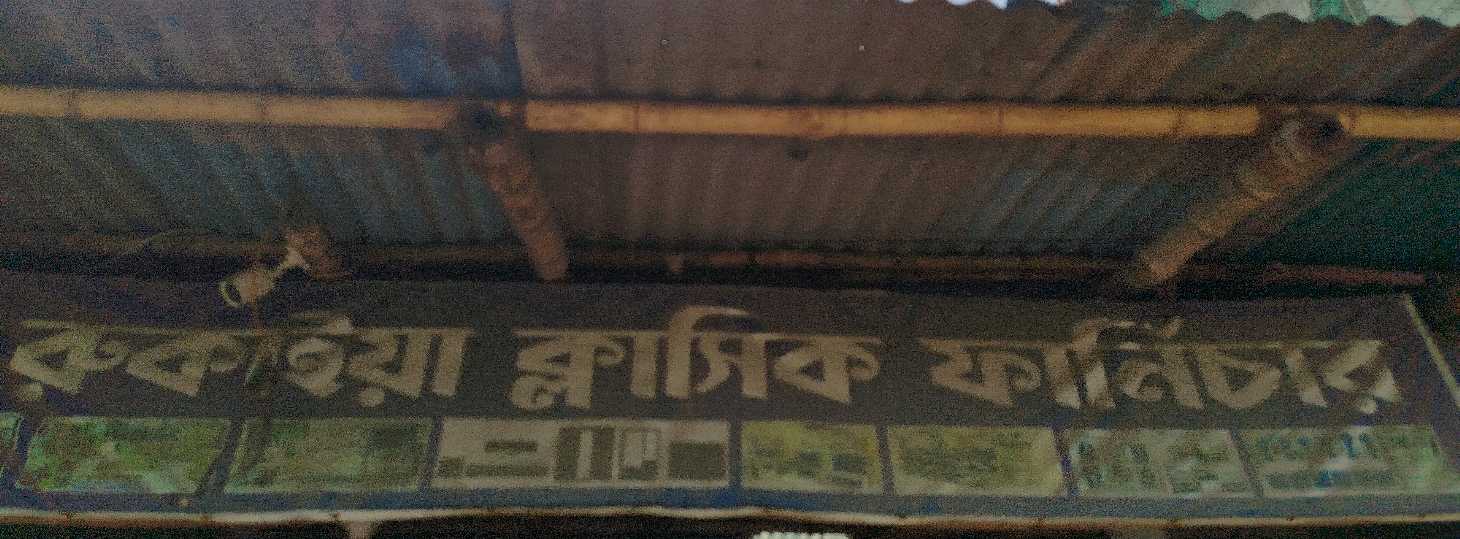 রুকাইয়া ক্লাসিক ফার্নিচার